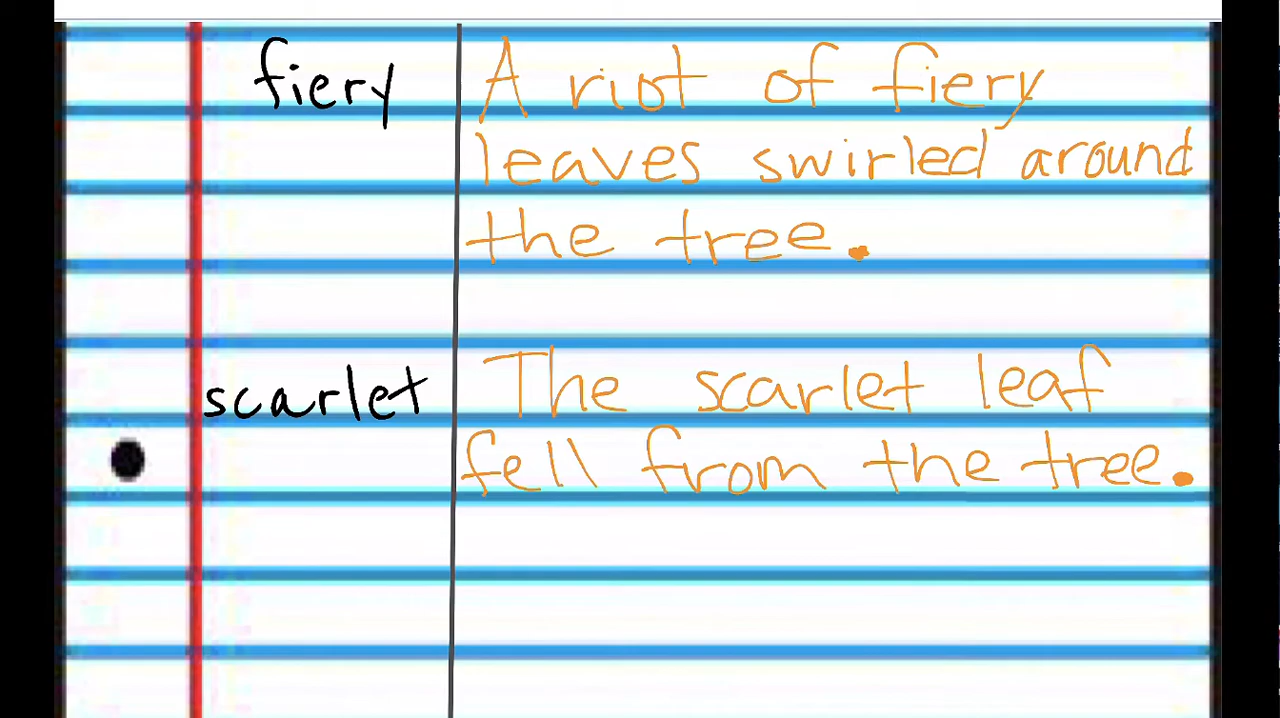 fiery
A riot of fiery
leaves swirled around
the tree.
scarlet
The scarlet leaf
fell from the tree.